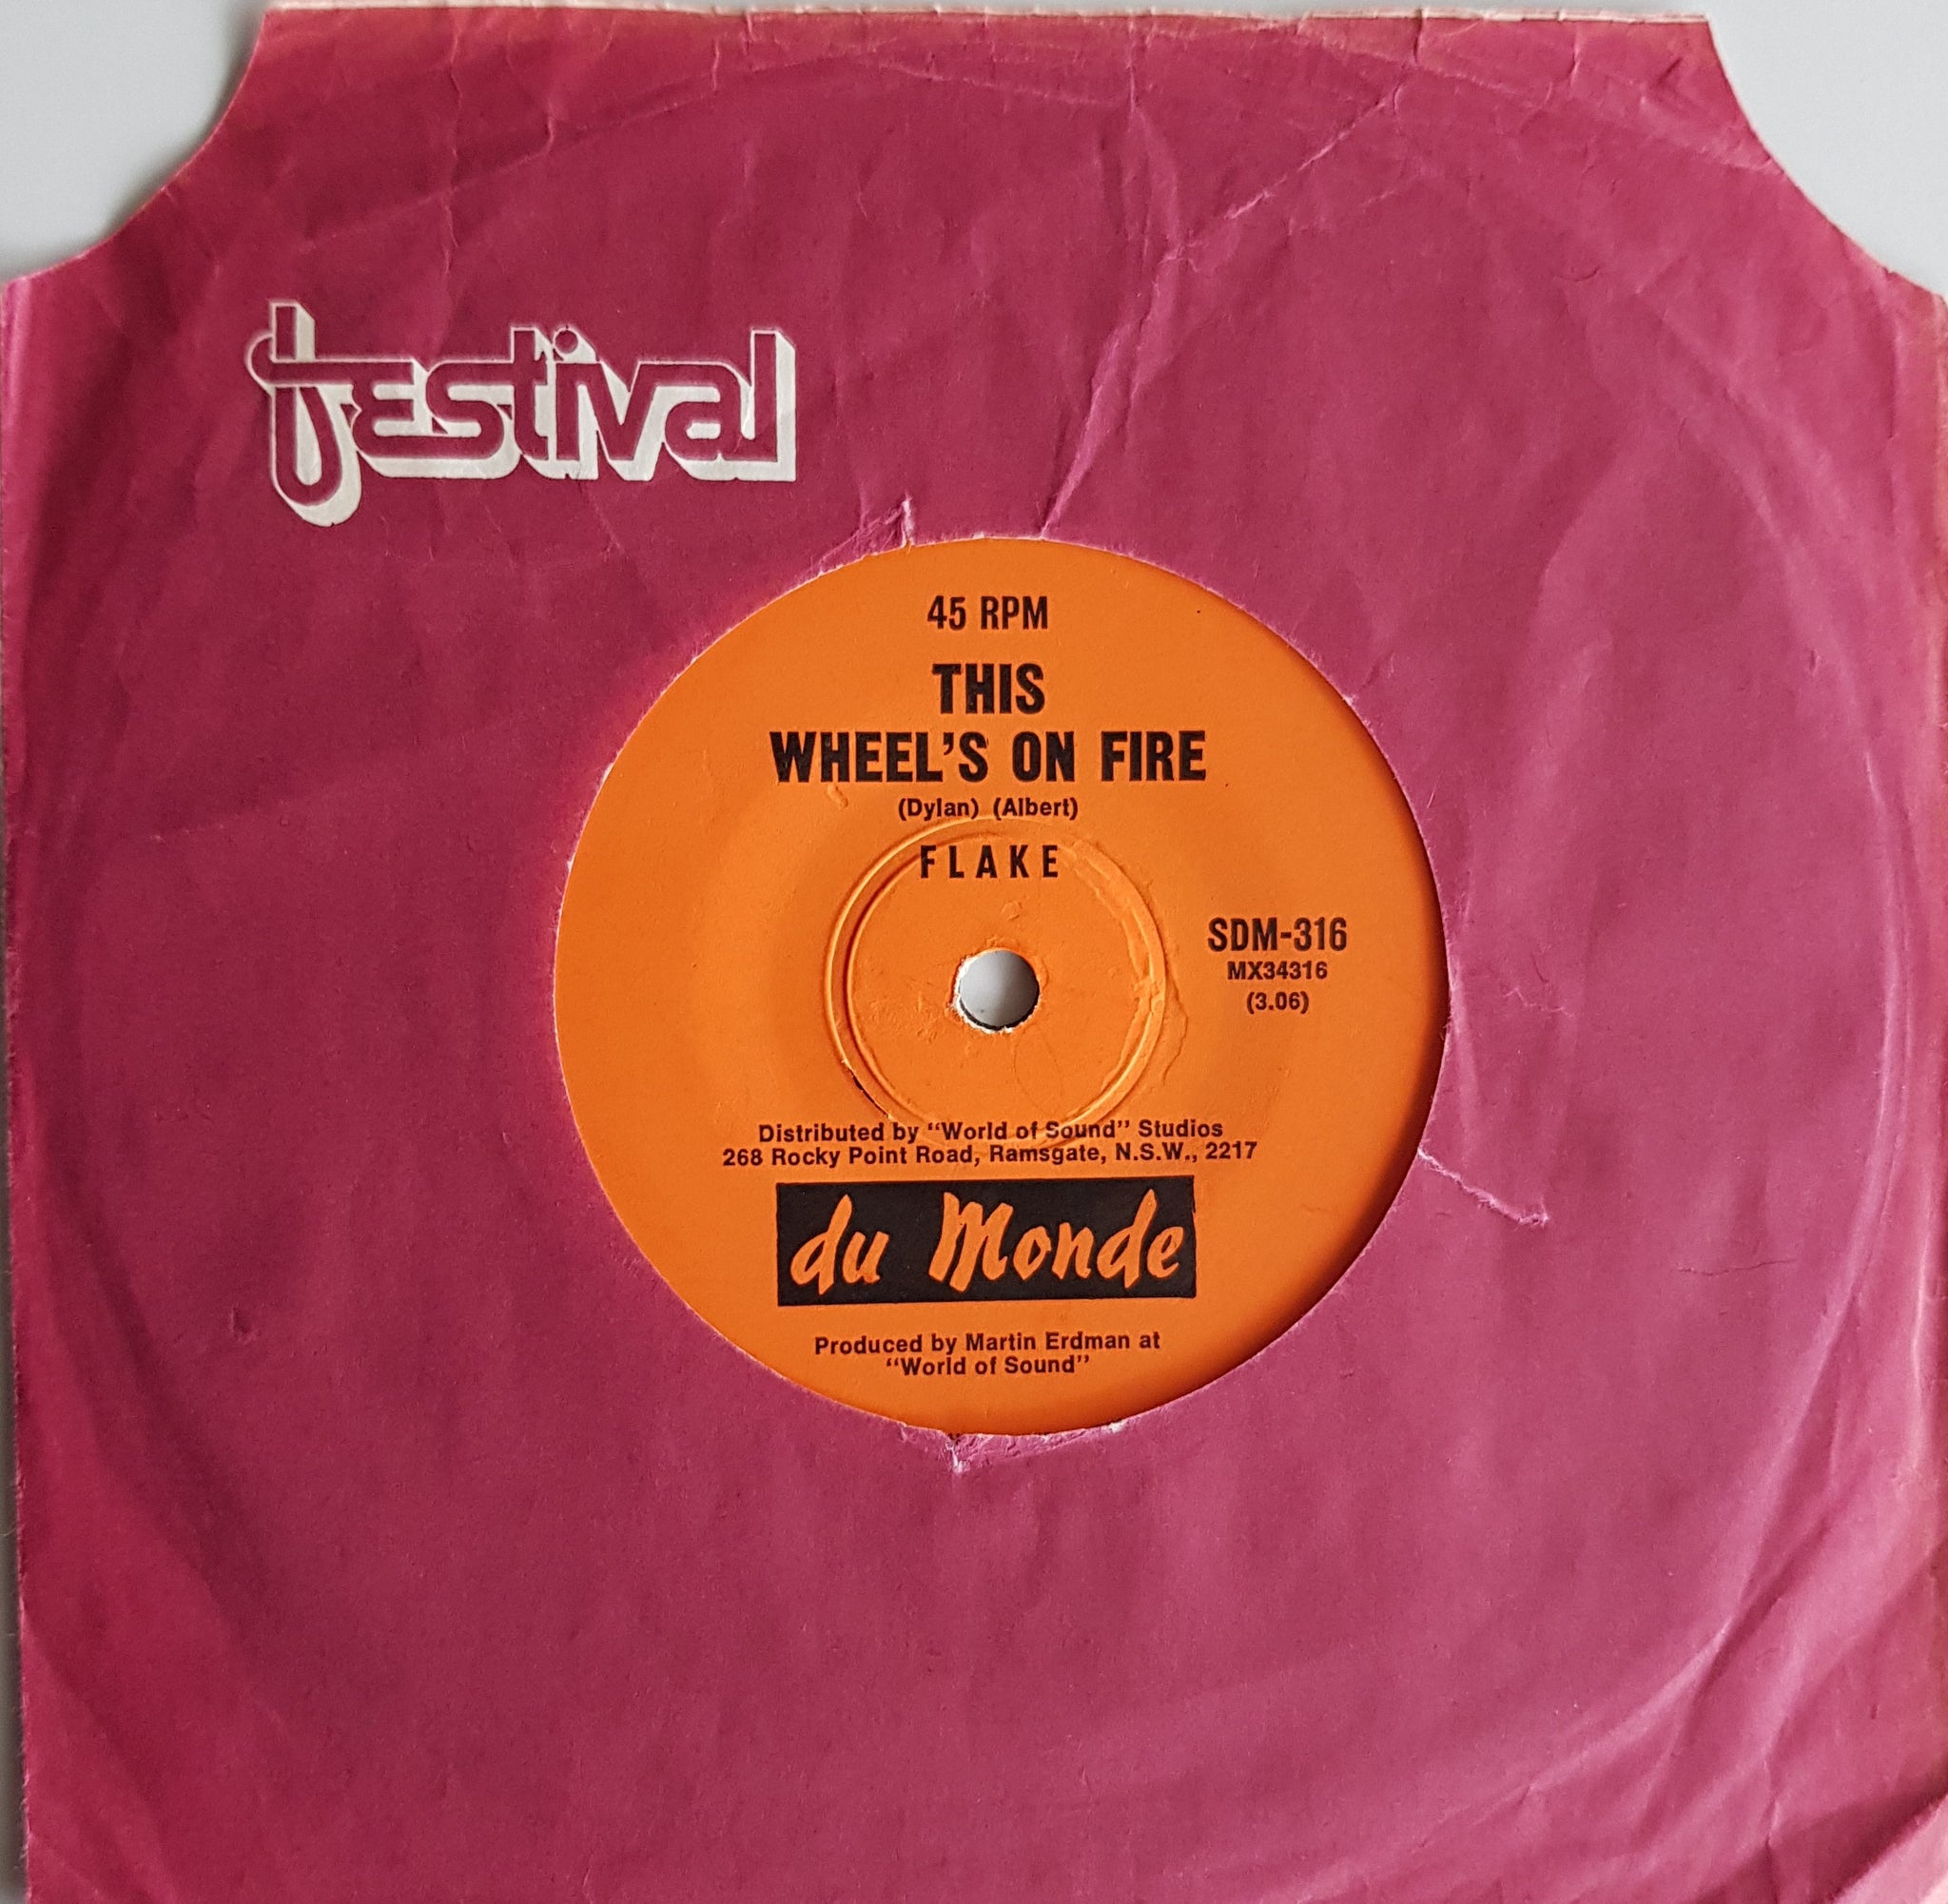 festival
45 RPM
THIS
WHEEL'S ON FIRE
(Dylan) (Albert)
FLAKE
SDM-316
MX34316
(3.06)
Distributed by "World of Sound" Studios
268 Rocky Point Road, Ramsgate, N.S.W., 2217
du Monde
Produced by Martin Erdman at
"World of Sound"